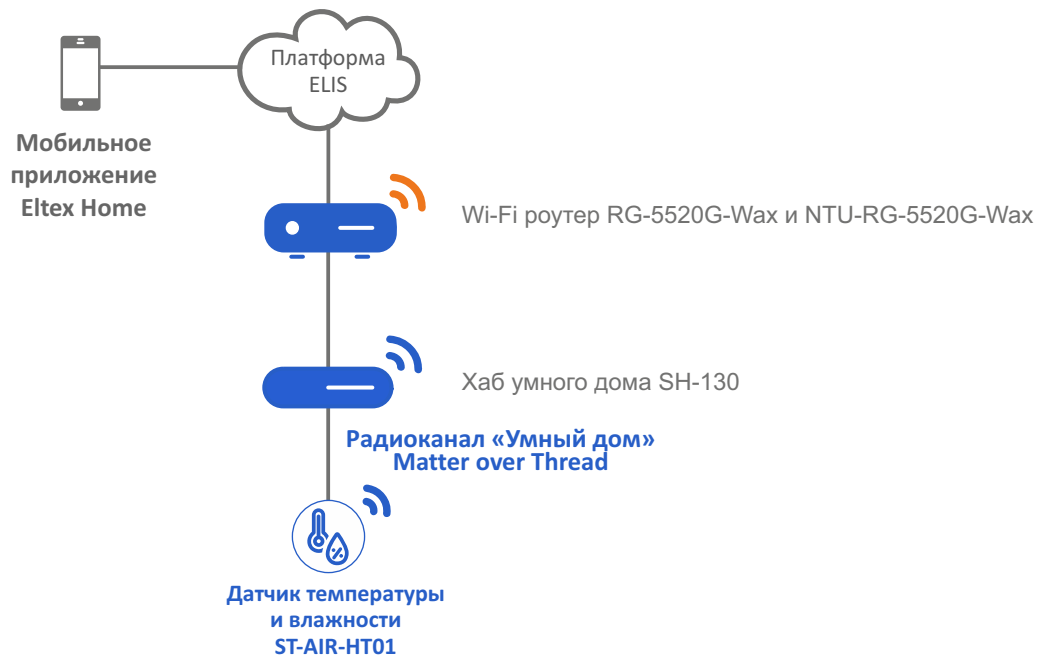 Платформа
ELIS
Мобильное
приложение
Eltex Home
Wi-Fi роутер RG-5520G-Wax и NTU-RG-5520G-Wax
Хаб умного дома SH-130
Радиоканал «Умный дом»
Matter over Thread
%
Датчик температуры
и влажности
ST-AIR-HT01